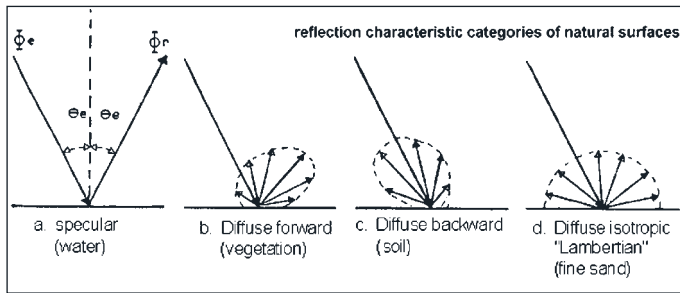 reflection characteristic categories of natural surfaces
Φe
Φr
Θe
Θe
a. specular
(water)
b. Diffuse forward
(vegetation)
c. Diffuse backward
(soil)
d. Diffuse isotropic
"Lambertian"
(fine sand)